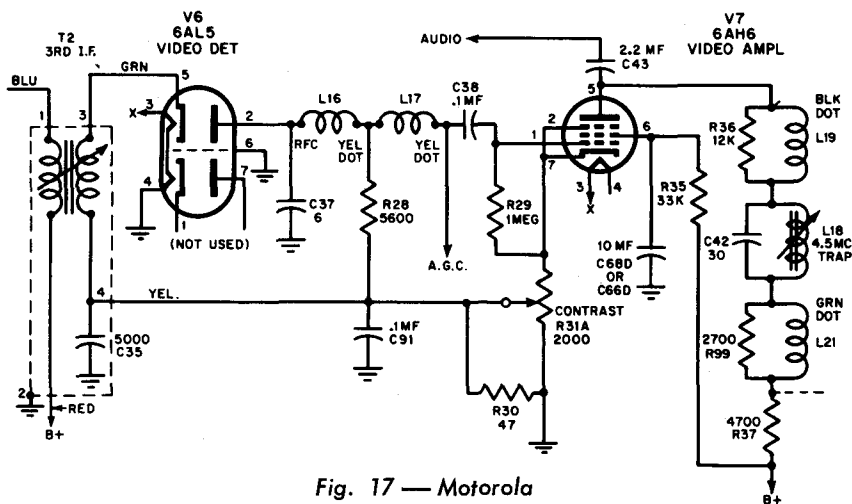 V6
6AL5
VIDEO DET
T2
3RD I.F.
BLU
GRN
1
3
5
X
3
4
2
6
7
1
(NOT USED)
L16
RFC
YEL
DOT
L17
YEL
DOT
C37
6
R28
5600
A.G.C.
C38
.1MF
R29
1MEG
AUDIO
2.2 MF
C43
V7
6AH6
VIDEO AMPL
5
2
1
7
6
3
4
X
10 MF
C68D
OR
C66D
R35
33K
R36
12K
BLK
DOT
L19
C42
30
L18
4.5MC
TRAP
GRN
DOT
2700
R99
L21
4700
R37
B+
4
YEL.
5000
C35
2
RED
B+
.1MF
C91
CONTRAST
R31A
2000
R30
47
Fig. 17 — Motorola